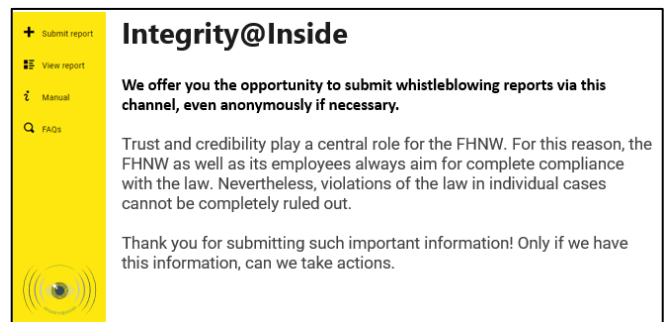 Submit report
View report
Manual
FAQs
Integrity@Inside
We offer you the opportunity to submit whistleblowing reports via this
channel, even anonymously if necessary.
Trust and credibility play a central role for the FHNW. For this reason, the
FHNW as well as its employees always aim for complete compliance
with the law. Nevertheless, violations of the law in individual cases
cannot be completely ruled out.
Thank you for submitting such important information! Only if we have
this information, can we take actions.